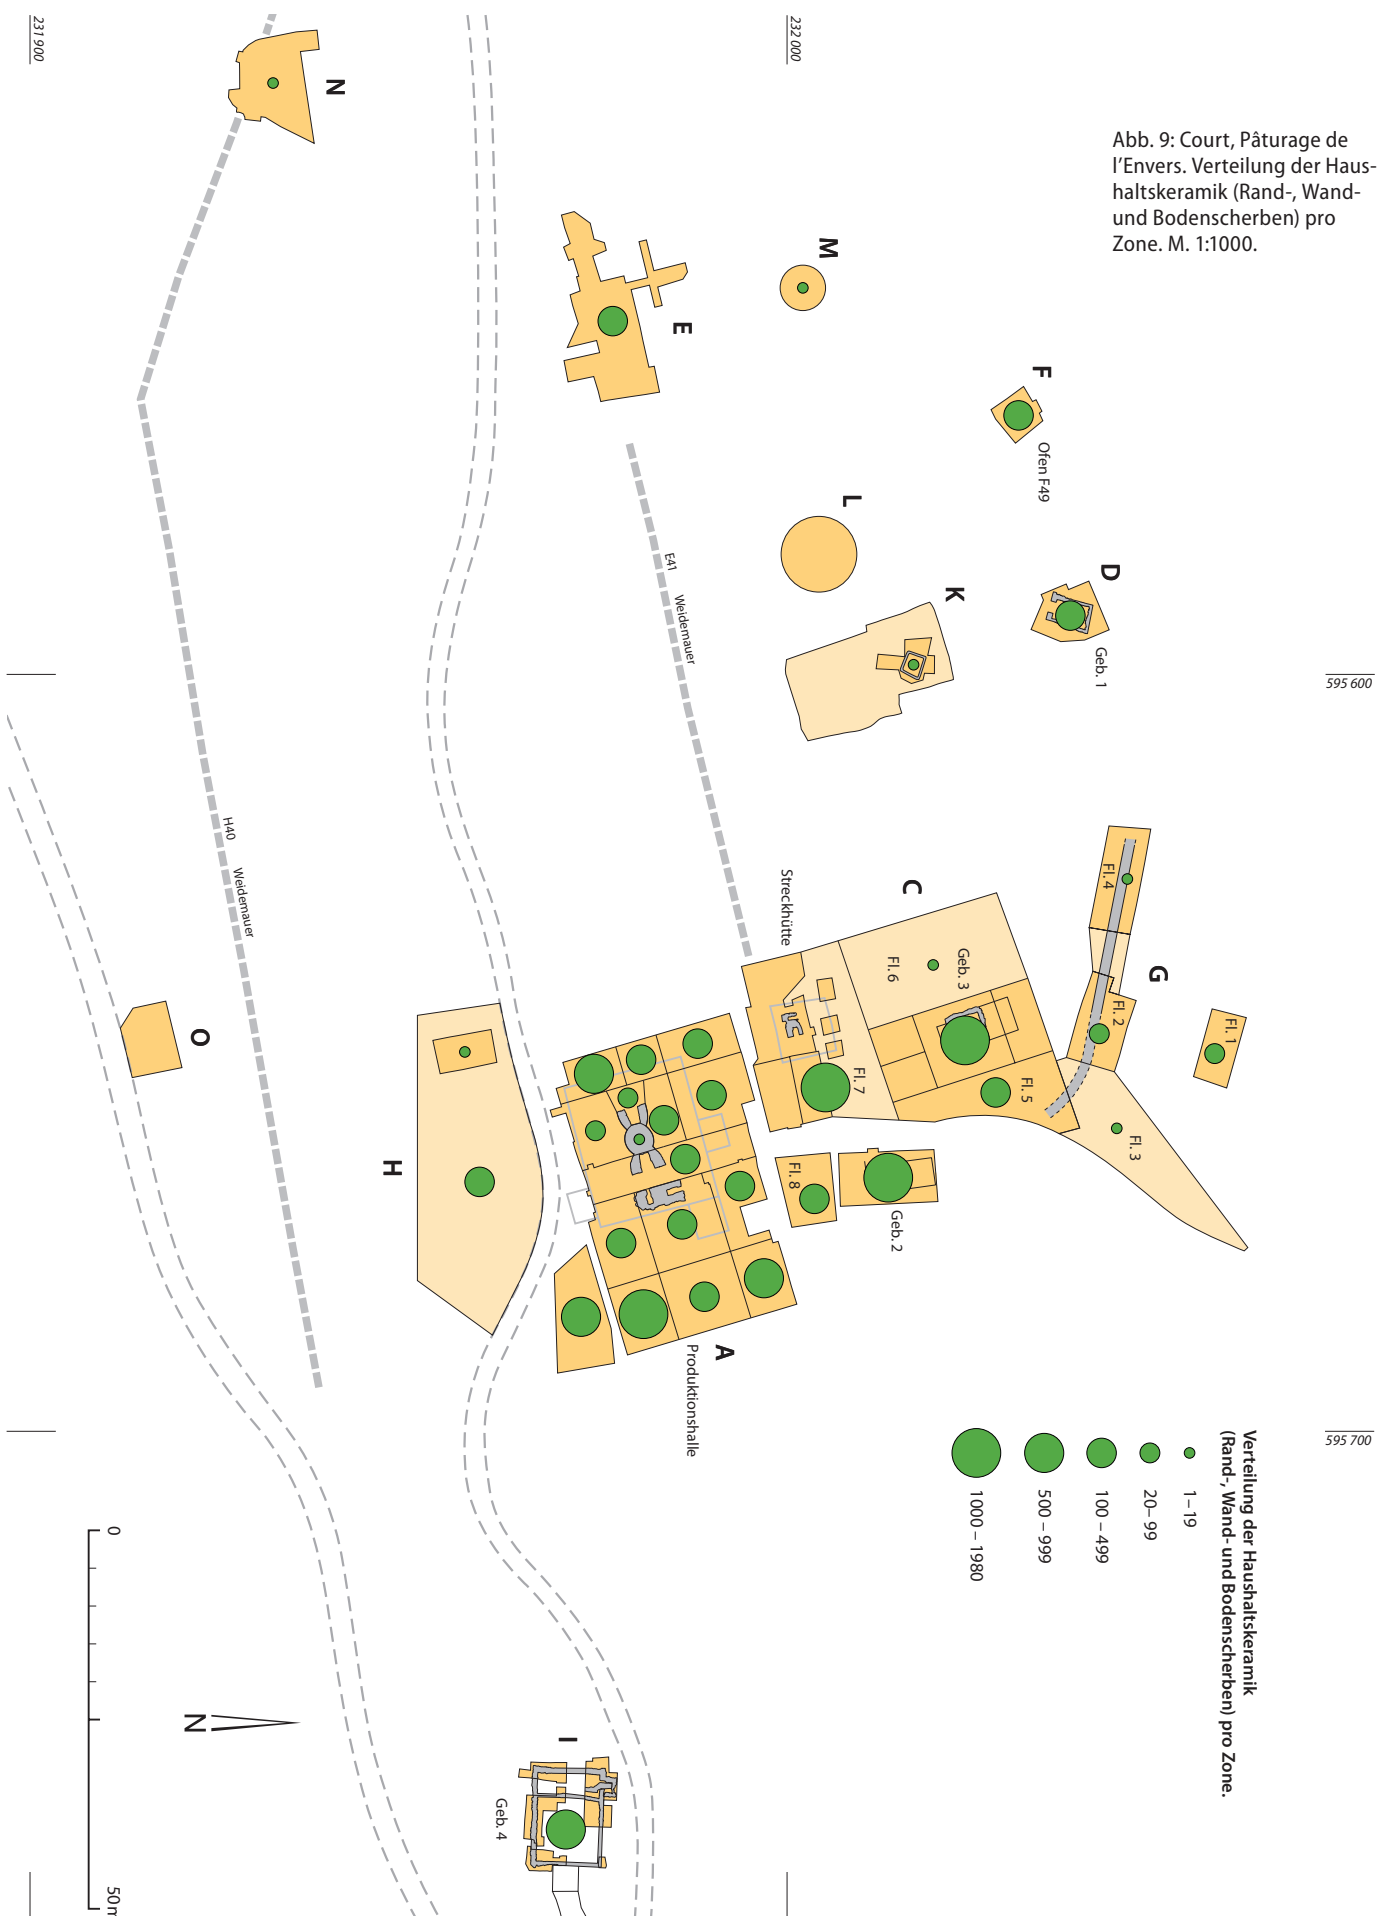 Abb. 9: Court, Pâturage de
l’Envers. Verteilung der Haus-
haltskeramik (Rand-, Wand-
und Bodenscherben) pro
Zone. M. 1:1000.
231 900
232 000
595 600
595 700
N
M
E
F
Ofen F49
L
D
Geb. 1
K
E41 Weidemauer
H40 Weidemauer
Streckhütte
C
Geb. 3
Fl. 6
Fl. 7
Fl. 5
G
Fl. 4
Fl. 2
Fl. 1
Fl. 3
Fl. 8
Geb. 2
O
H
A
Produktionshalle
I
Geb. 4
Verteilung der Haushaltskeramik
(Rand-, Wand- und Bodenscherben) pro Zone.
1 – 19
20 – 99
100 – 499
500 – 999
1000 – 1980
0
50m
N